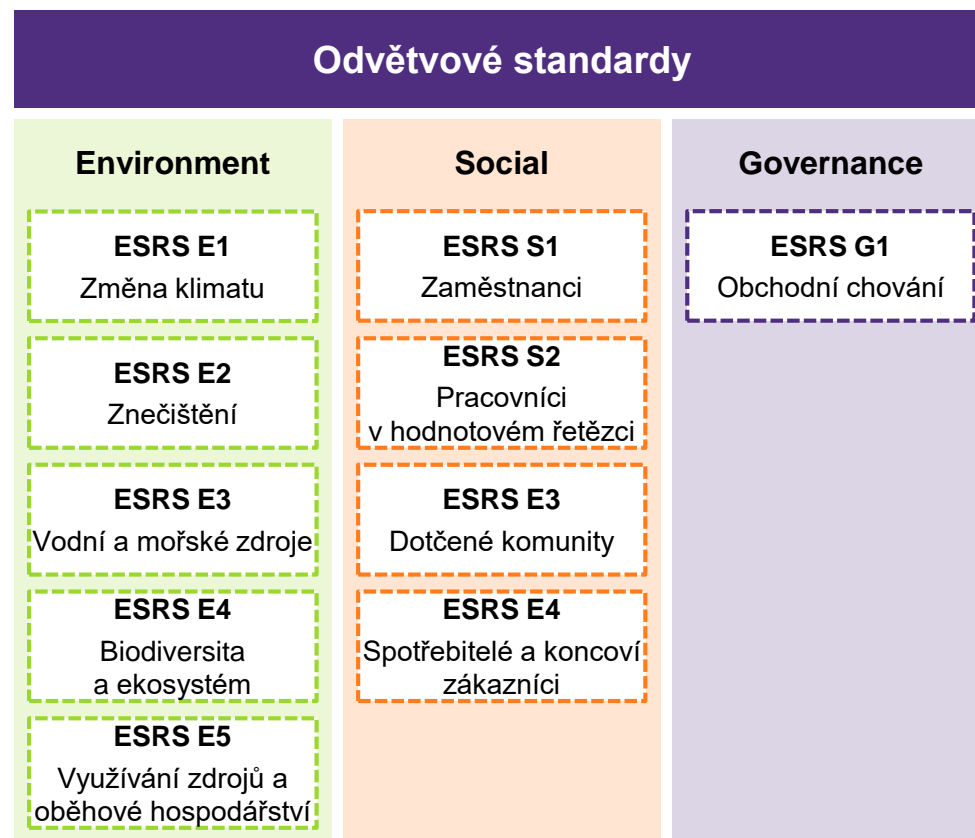 Odvětvové standardy
Environment
ESRS E1
Změna klimatu
ESRS E2
Znečištění
ESRS E3
Vodní a mořské zdroje
ESRS E4
Biodiversita
a ekosystém
ESRS E5
Využívání zdrojů a
oběhové hospodářství
Social
ESRS S1
Zaměstnanci
ESRS S2
Pracovníci
v hodnotovém řetězci
ESRS E3
Dotčené komunity
ESRS E4
Spotřebitelé a koncoví
zákazníci
Governance
ESRS G1
Obchodní chování